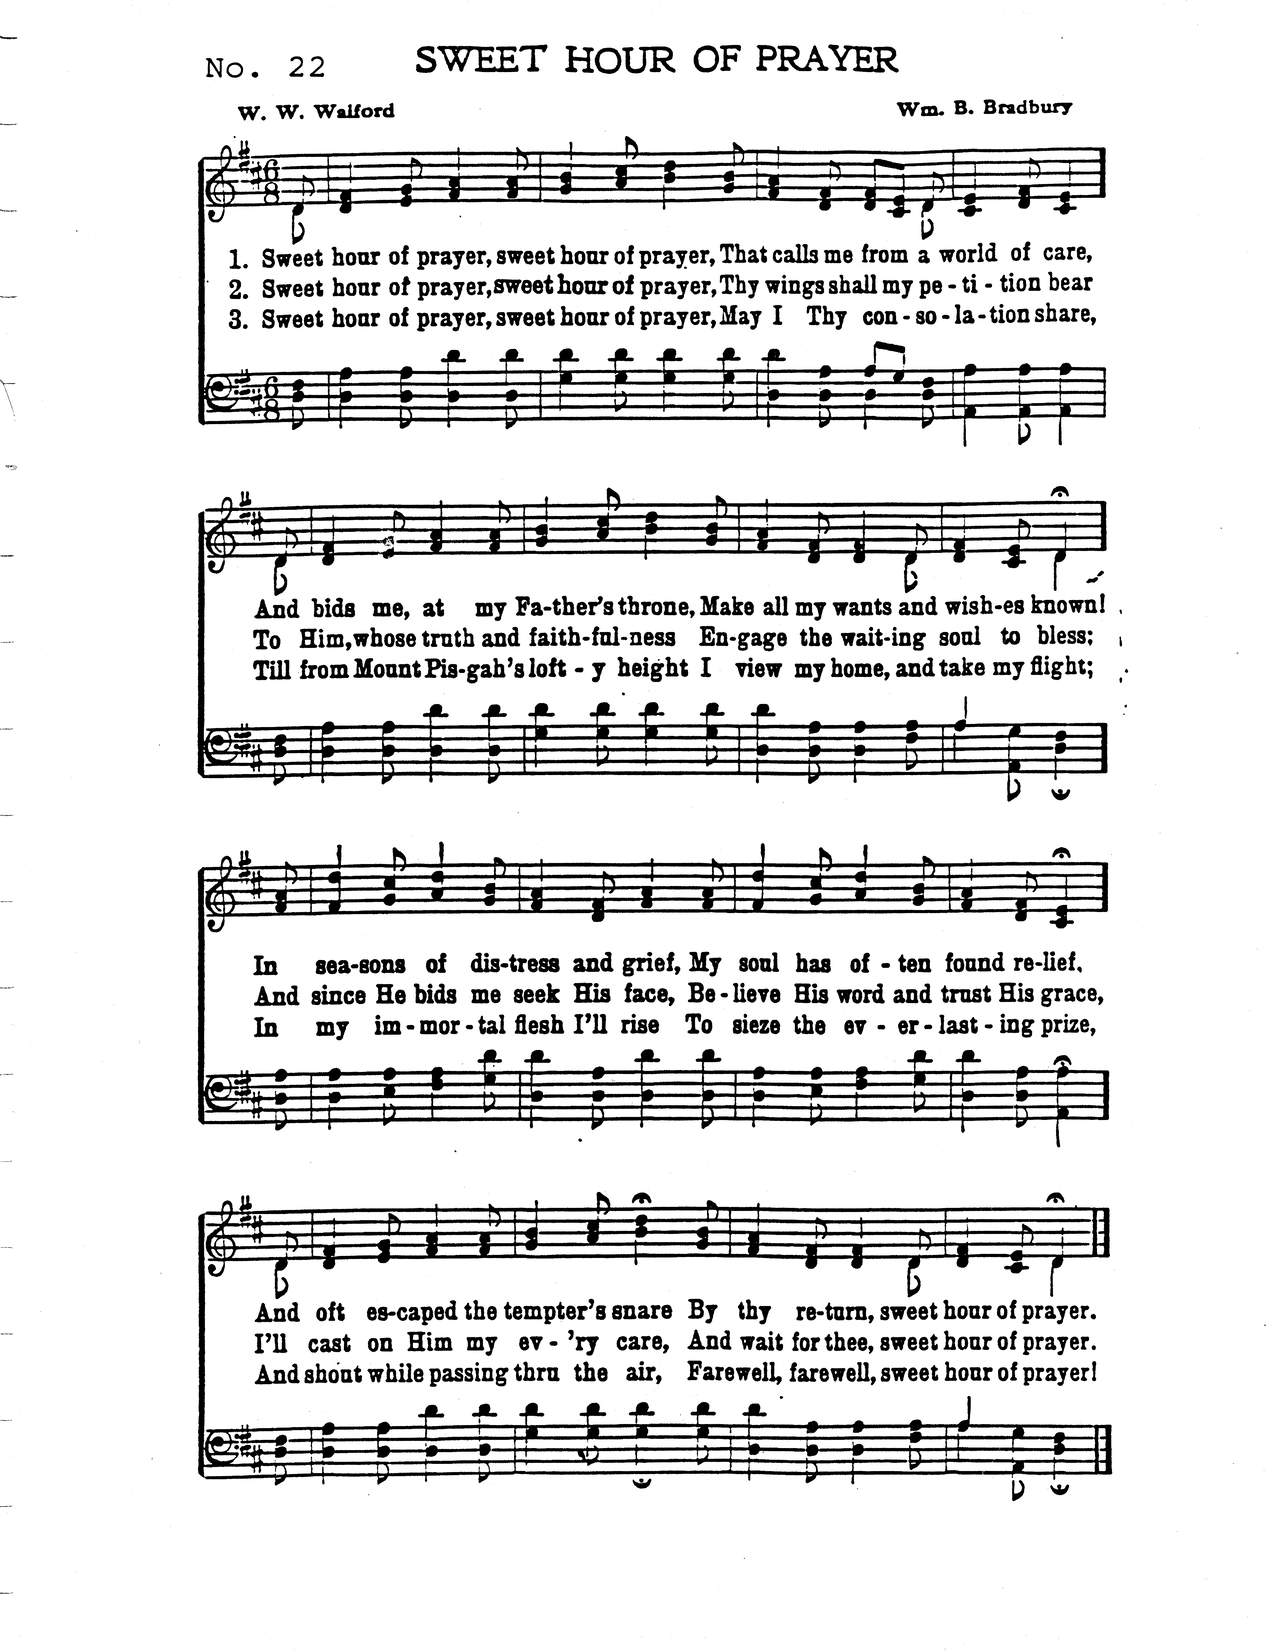 No. 22
SWEET HOUR OF PRAYER
W. W. Walford
Wm. B. Bradbury
1. Sweet hour of prayer, sweet hour of prayer, That calls me from a world of care,
2. Sweet hour of prayer, sweet hour of prayer, Thy wings shall my pe - ti - tion bear
3. Sweet hour of prayer, sweet hour of prayer, May I Thy con - so - la - tion share,
And bids me, at my Fa-ther's throne, Make all my wants and wish-es known!
To Him, whose truth and faith-ful-ness En-gage the wait-ing soul to bless;
Till from Mount Pis-gah's loft - y height I view my home, and take my flight;
In sea-sons of dis-tress and grief, My soul has of - ten found re-lief.
And since He bids me seek His face, Be - lieve His word and trust His grace,
In my im - mor - tal flesh I'll rise To sieze the ev - er - last - ing prize,
And oft es-caped the tempter's snare By thy re-turn, sweet hour of prayer.
I'll cast on Him my ev - 'ry care, And wait for thee, sweet hour of prayer.
And shout while passing thru the air, Farewell, farewell, sweet hour of prayer!